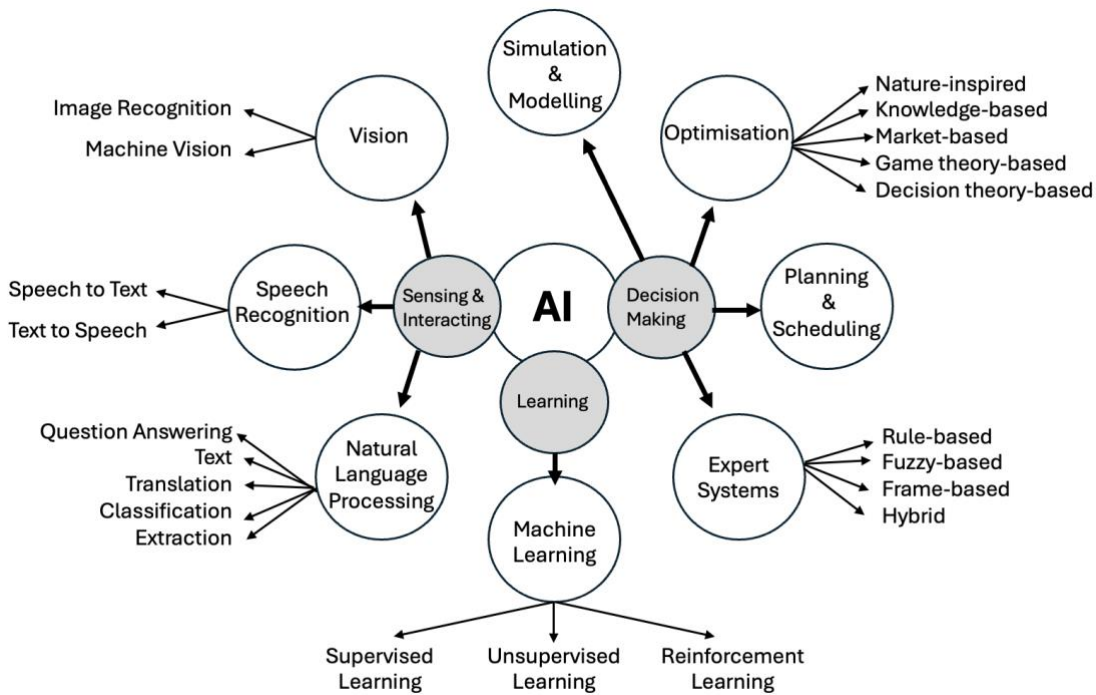 Simulation
&
Modelling
Image Recognition
Machine Vision
Vision
Optimisation
Nature-inspired
Knowledge-based
Market-based
Game theory-based
Decision theory-based
Speech to Text
Text to Speech
Speech
Recognition
Sensing &
Interacting
AI
Decision
Making
Planning
&
Scheduling
Learning
Question Answering
Text
Translation
Classification
Extraction
Natural
Language
Processing
Machine
Learning
Expert
Systems
Rule-based
Fuzzy-based
Frame-based
Hybrid
Supervised
Learning
Unsupervised
Learning
Reinforcement
Learning